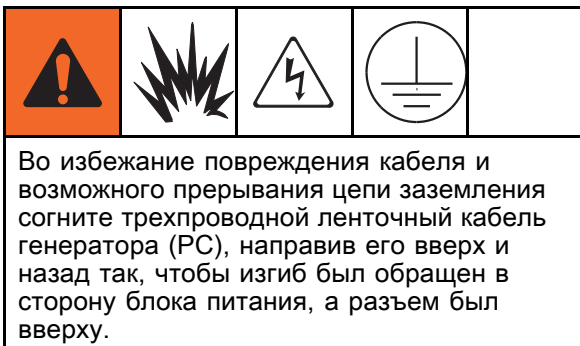 Во избежание повреждения кабеля и
возможного прерывания цепи заземления
согните трехпроводной ленточный кабель
генератора (PC), направив его вверх и
назад так, чтобы изгиб был обращен в
сторону блока питания, а разъем был
вверху.